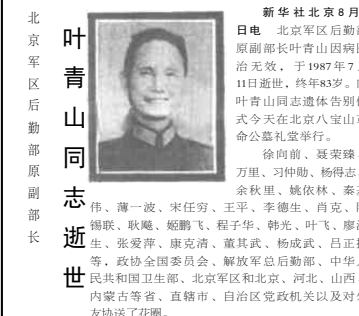 北京军区后勤部原副部长
叶青山同志逝世
新华社北京8月
日电 北京军区后勤部
原副部长叶青山因病医
治无效，于1987年7月
11日逝世，终年83岁。
叶青山同志遗体告别仪
式今天在北京八宝山革
命公墓礼堂举行。
徐向前、聂荣臻、
万里、习仲勋、杨得志、
余秋里、姚依林、秦基
伟、薄一波、宋任穷、王平、李德生、肖克、陈
锡联、耿飚、姬鹏飞、程子华、韩光、叶飞、廖汉
生、张爱萍、康克清、董其武、杨成武、吕正操
等，政协全国委员会、解放军总后勤部、中华人
民共和国卫生部、北京军区和北京、河北、山西、
内蒙古等省、直辖市、自治区党政机关以及对外
友协送了花圈。